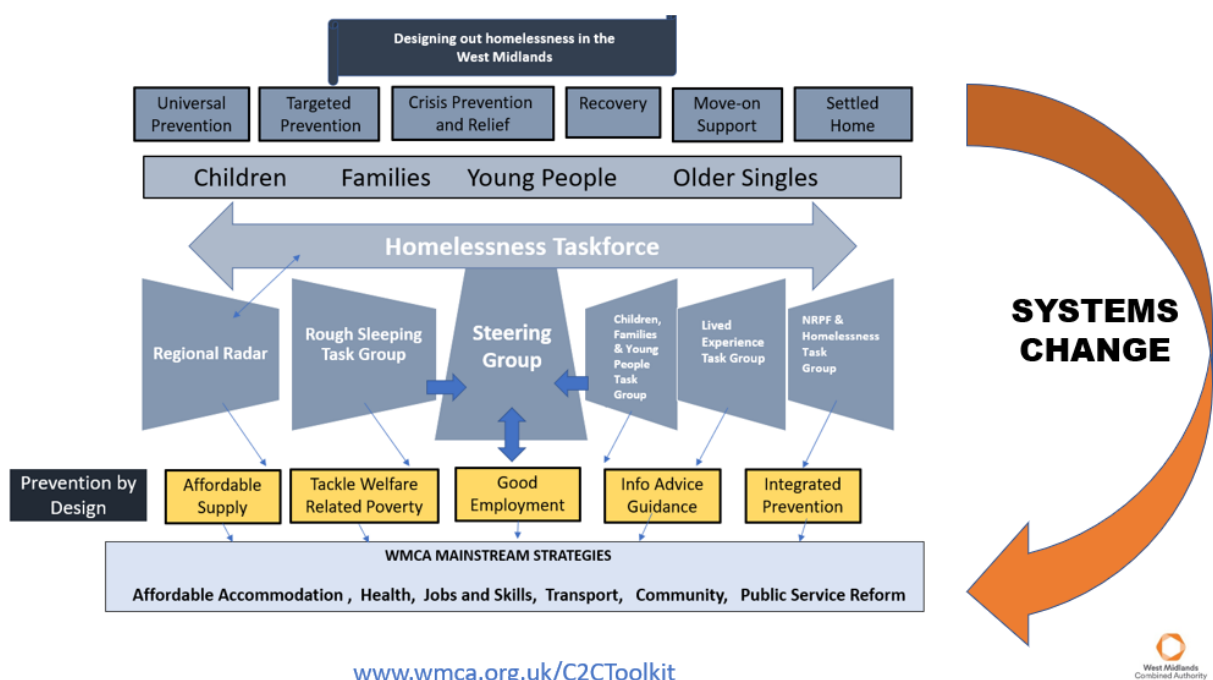 Designing out homelessness in the
West Midlands
Universal
Prevention
Targeted
Prevention
Crisis Prevention
and Relief
Recovery
Move-on
Support
Settled
Home
Children Families Young People Older Singles
Homelessness Taskforce
Regional Radar
Rough Sleeping
Task Group
Steering
Group
Children,
Families
& Young
People
Task
Group
Lived
Experience
Task Group
NRPF &
Homelessness
Task
Group
SYSTEMS
CHANGE
Prevention by
Design
Affordable
Supply
Tackle Welfare
Related Poverty
Good
Employment
Info Advice
Guidance
Integrated
Prevention
WMCA MAINSTREAM STRATEGIES
Affordable Accommodation , Health, Jobs and Skills, Transport, Community, Public Service Reform
www.wmca.org.uk/C2CToolkit
West Midlands
Combined Authority